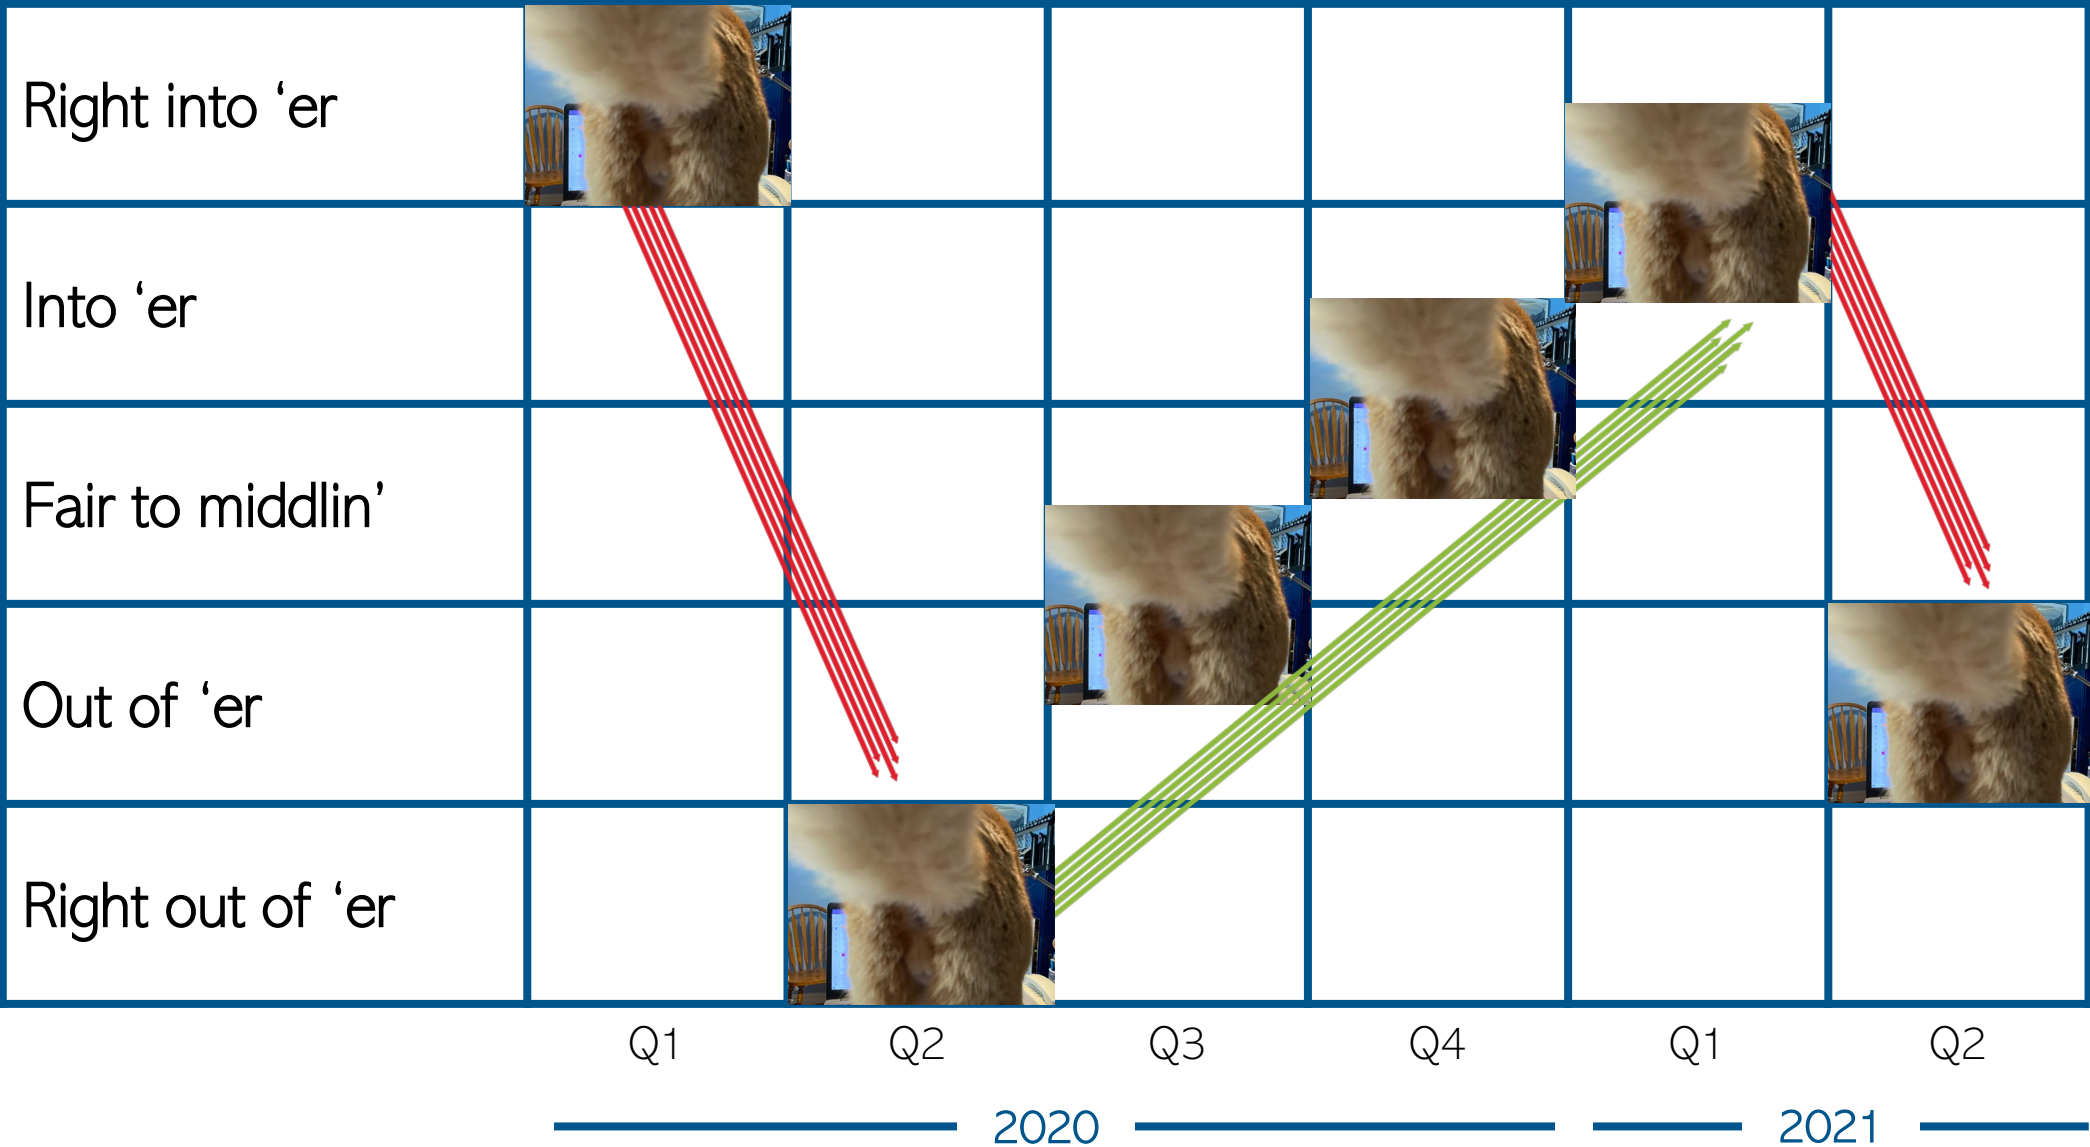 Right into ‘er
Into ‘er
Fair to middlin’
Out of ‘er
Right out of ‘er
Q1 Q2 Q3 Q4 Q1 Q2
2020 2021